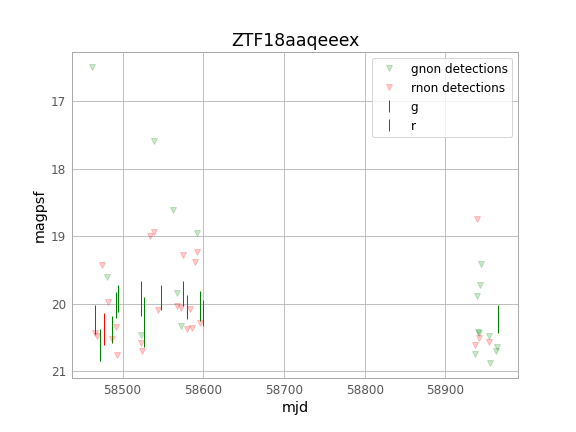 ZTF18aaqeeex
gnon detections
rnon detections
g
r
magpsf
17
18
19
20
21
58500 58600 58700 58800 58900
mjd